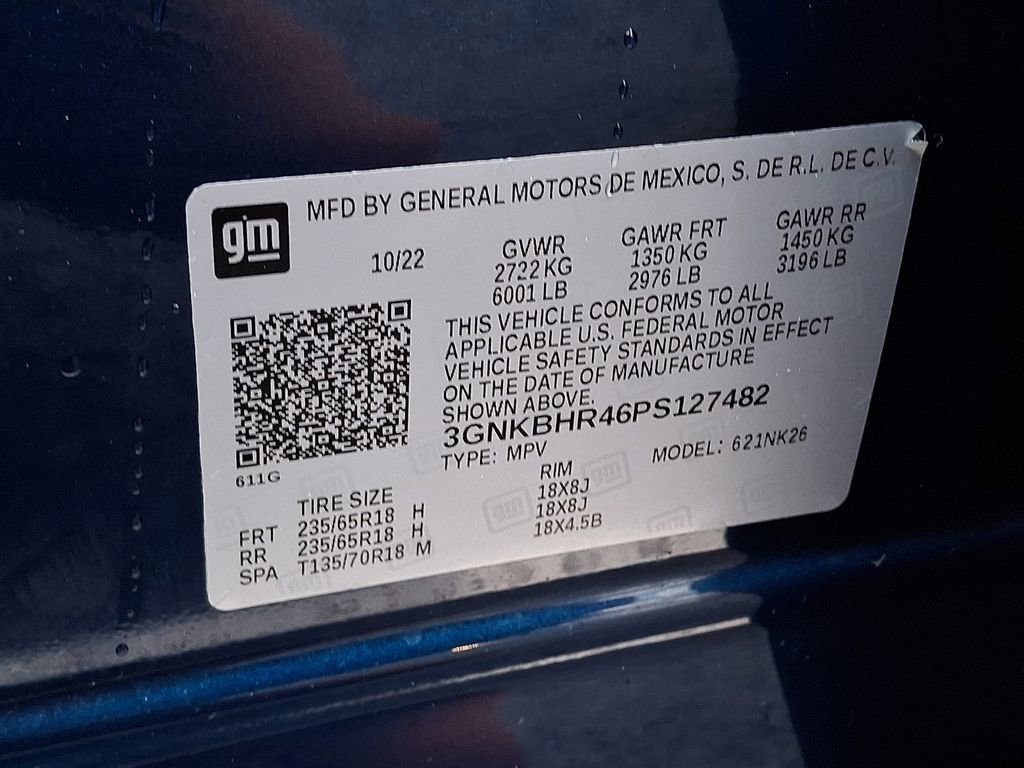 gm
MFD BY GENERAL MOTORS DE MEXICO, S. DE R.L. DE C.V.
10/22
GVWR
2722 KG
6001 LB
GAWR FRT
1350 KG
2976 LB
GAWR RR
1450 KG
3196 LB
THIS VEHICLE CONFORMS TO ALL
APPLICABLE U.S. FEDERAL MOTOR
VEHICLE SAFETY STANDARDS IN EFFECT
ON THE DATE OF MANUFACTURE
SHOWN ABOVE.
3GNKBHR46PS127482
TYPE: MPV
MODEL: 621NK26
611G
TIRE SIZE
RIM
FRT 235/65R18 H 18X8J
RR 235/65R18 H 18X8J
SPA T135/70R18 M 18X4.5B